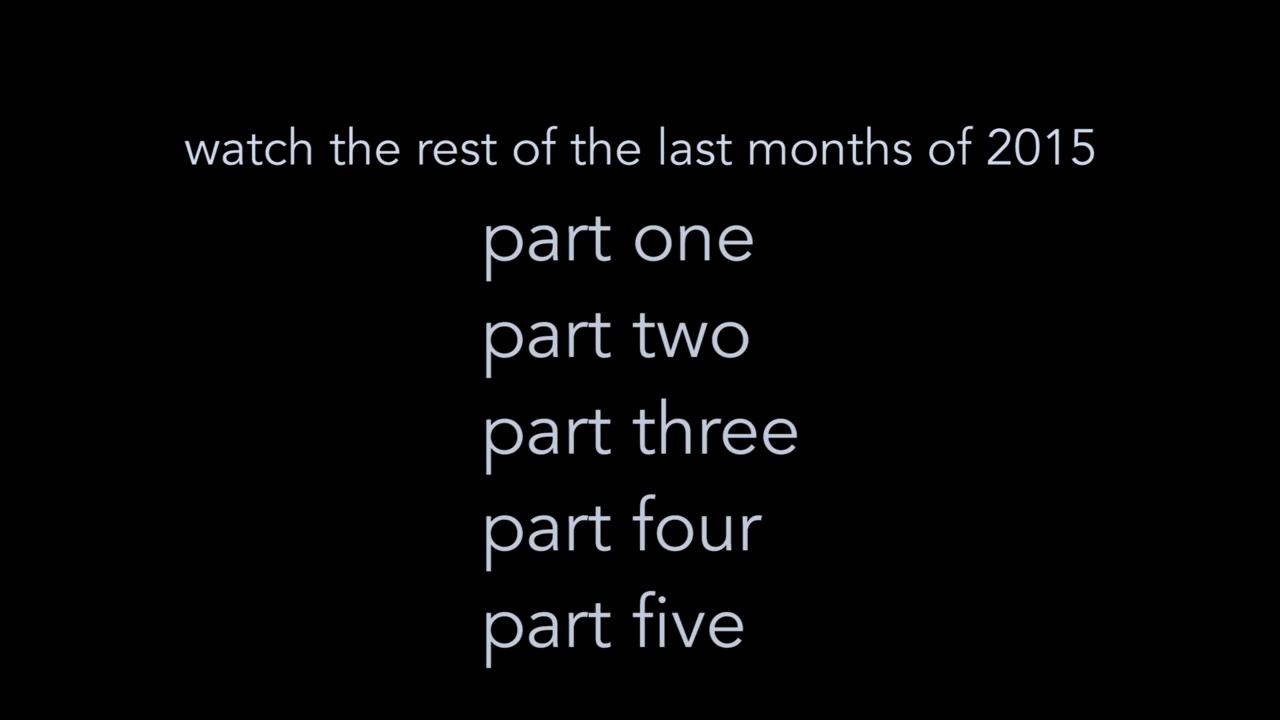 watch the rest of the last months of 2015
part one
part two
part three
part four
part five